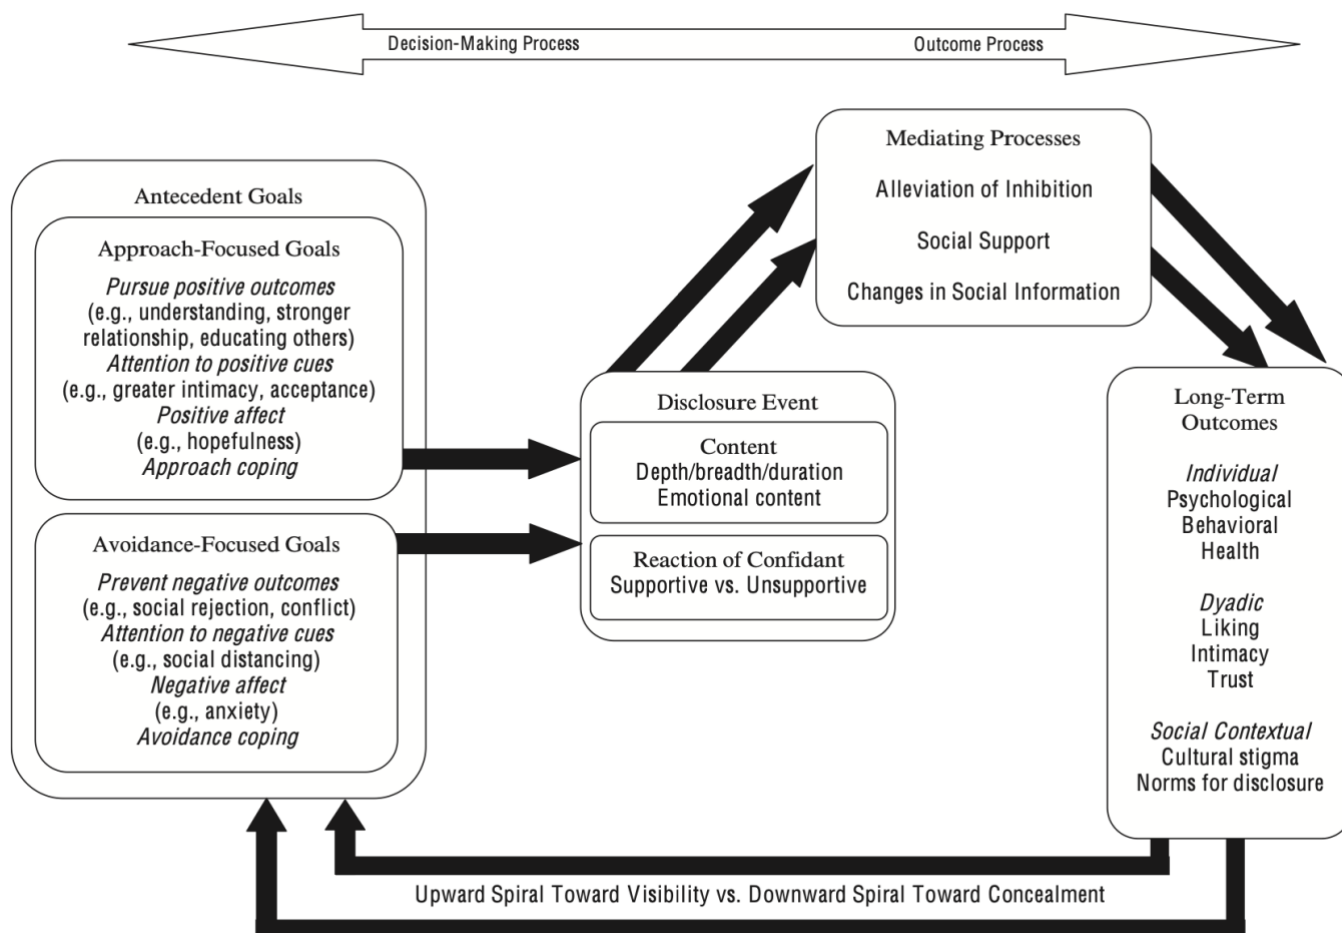 Decision-Making Process
Outcome Process
Antecedent Goals
Approach-Focused Goals
Pursue positive outcomes
(e.g., understanding, stronger
relationship, educating others)
Attention to positive cues
(e.g., greater intimacy, acceptance)
Positive affect
(e.g., hopefulness)
Approach coping
Avoidance-Focused Goals
Prevent negative outcomes
(e.g., social rejection, conflict)
Attention to negative cues
(e.g., social distancing)
Negative affect
(e.g., anxiety)
Avoidance coping
Disclosure Event
Content
Depth/breadth/duration
Emotional content
Reaction of Confidant
Supportive vs. Unsupportive
Mediating Processes
Alleviation of Inhibition
Social Support
Changes in Social Information
Long-Term
Outcomes
Individual
Psychological
Behavioral
Health
Dyadic
Liking
Intimacy
Trust
Social Contextual
Cultural stigma
Norms for disclosure
Upward Spiral Toward Visibility vs. Downward Spiral Toward Concealment